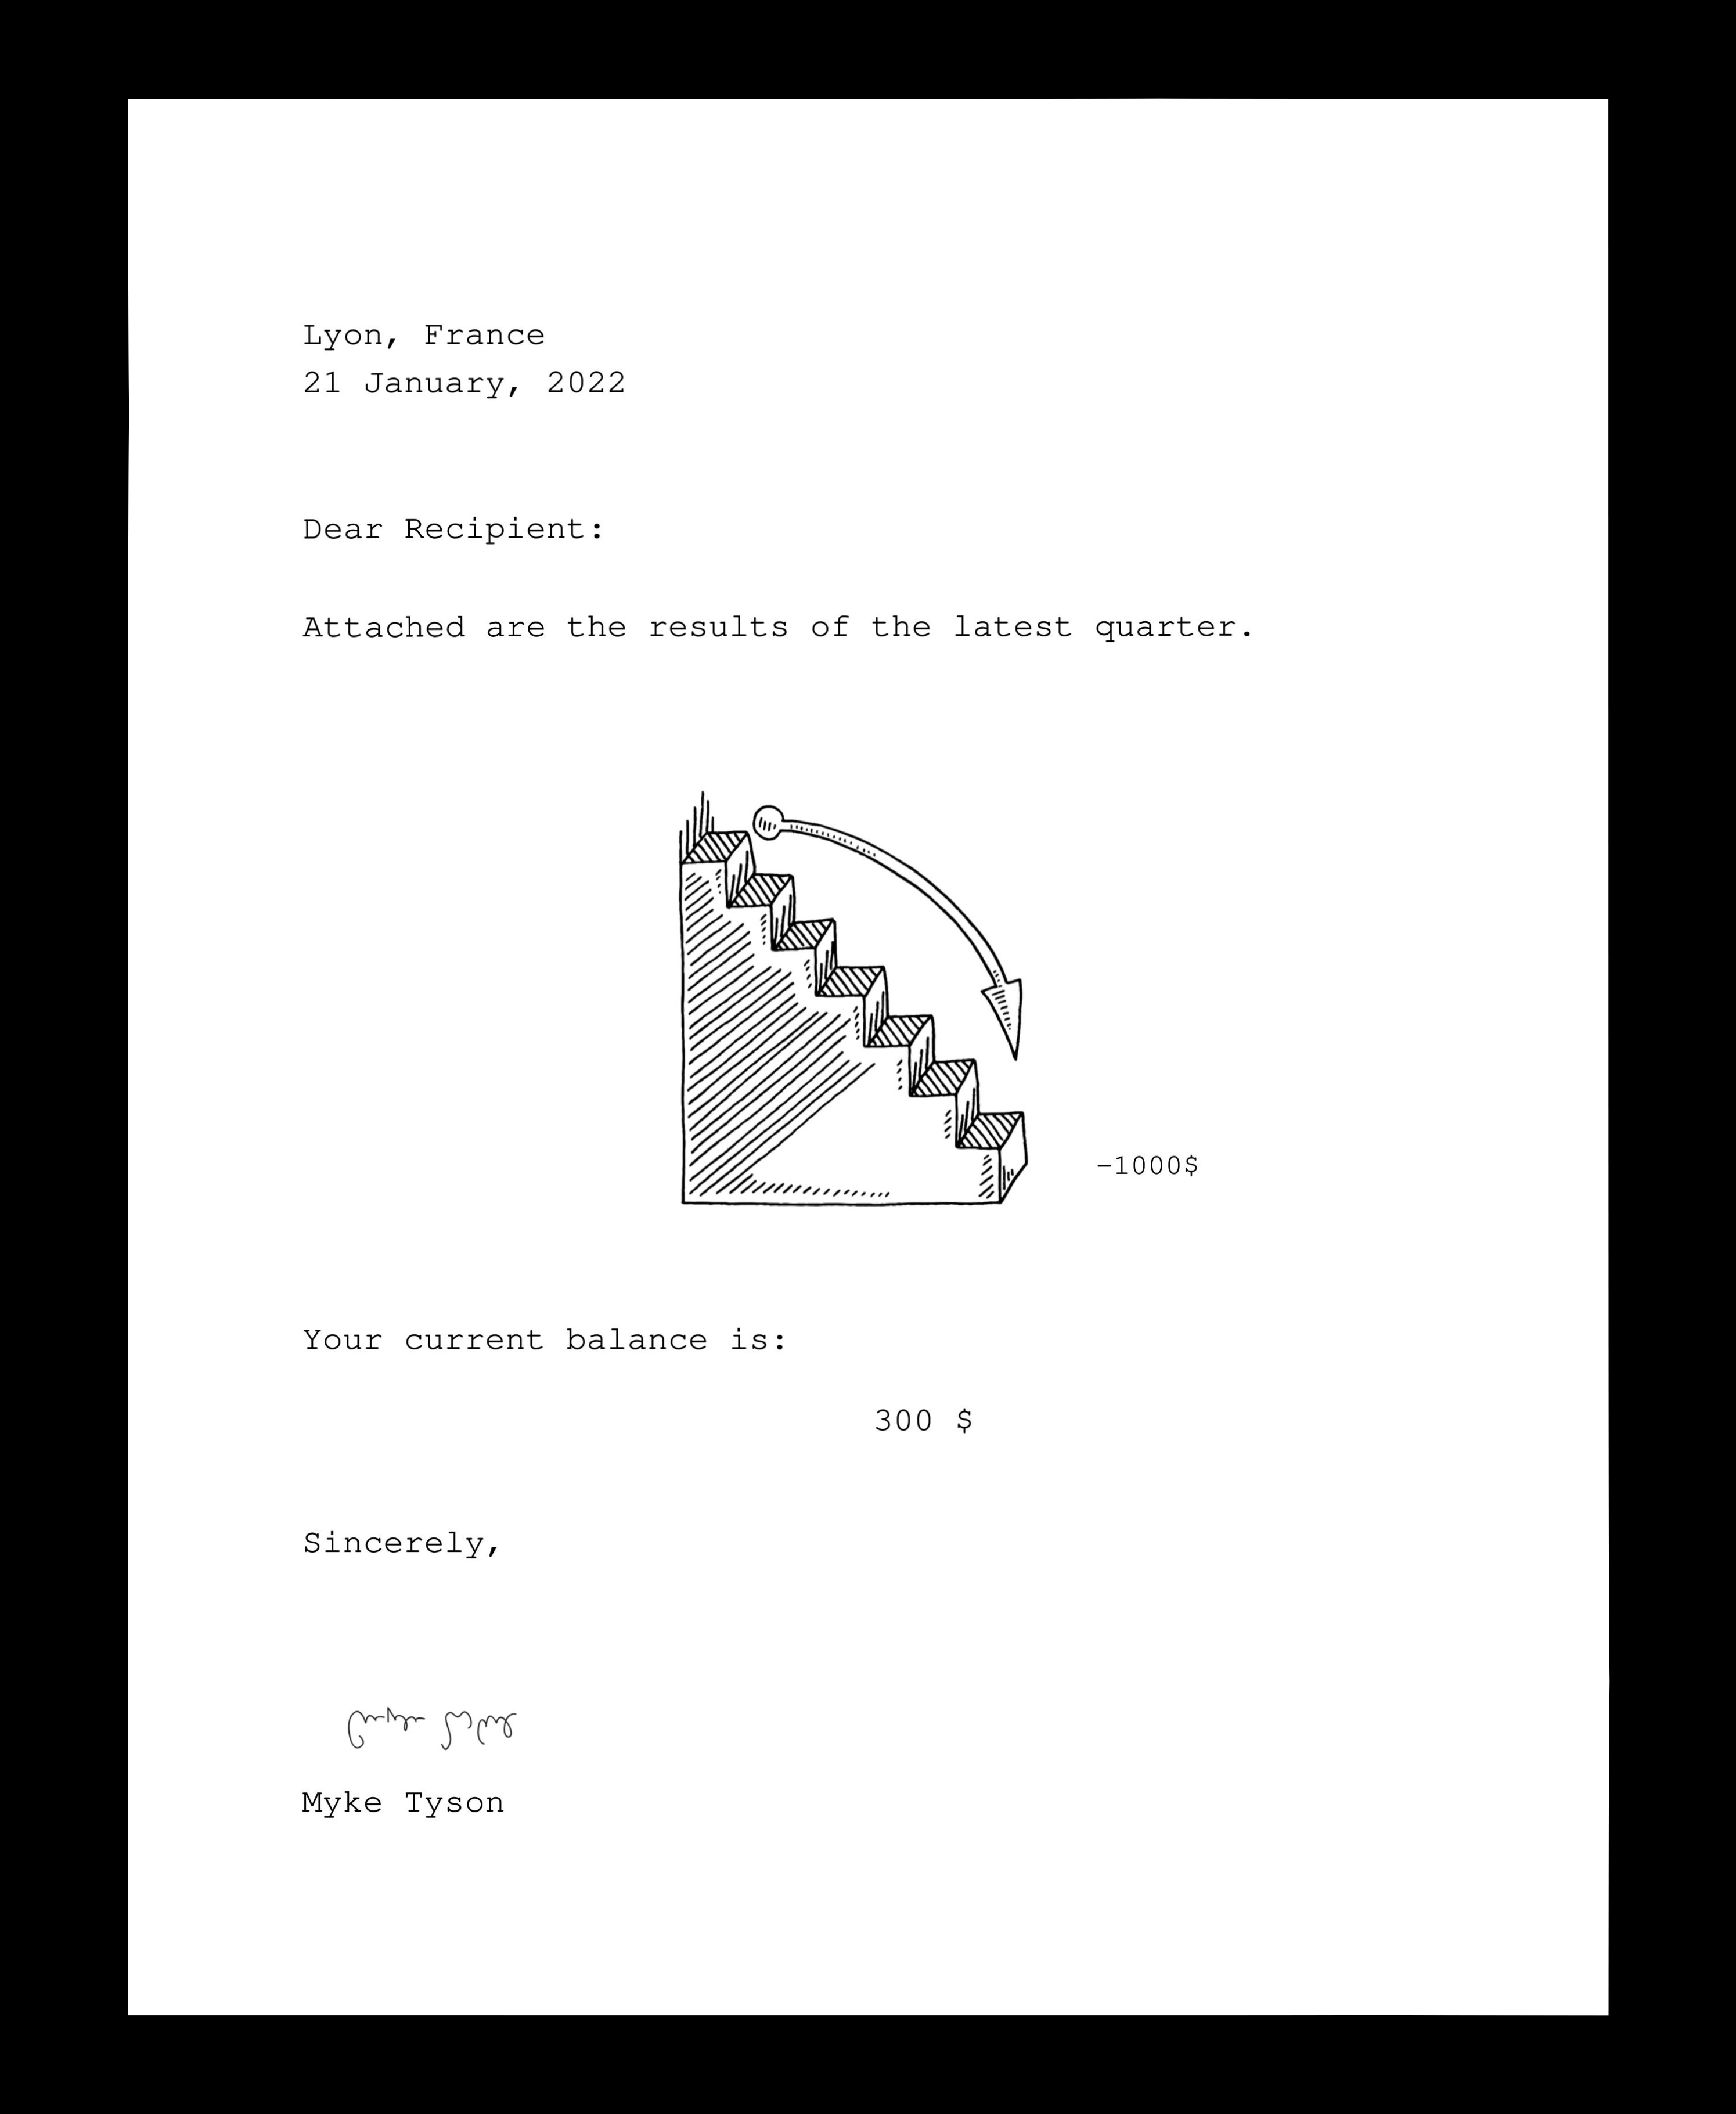 Lyon, France
21 January, 2022
Dear Recipient:
Attached are the results of the latest quarter.
−1000$
Your current balance is:
300 $
Sincerely,
Myke Tyson